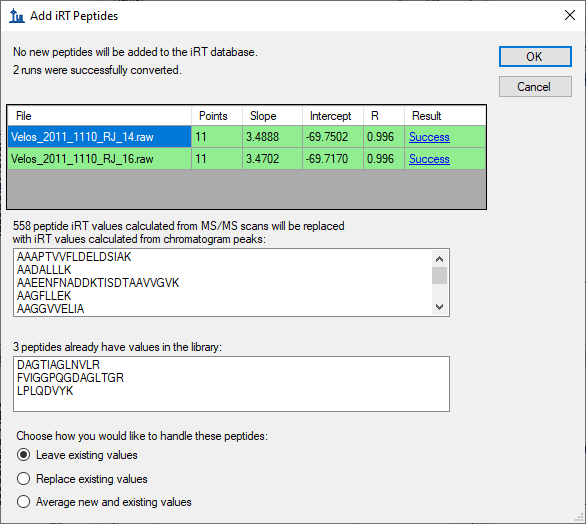 Add iRT Peptides
No new peptides will be added to the iRT database.
2 runs were successfully converted.
OK
Cancel
File Points Slope Intercept R Result
Velos_2011_1110_RJ_14.raw 11 3.4888 -69.7502 0.996 Success
Velos_2011_1110_RJ_16.raw 11 3.4702 -69.7170 0.996 Success
558 peptide iRT values calculated from MS/MS scans will be replaced
with iRT values calculated from chromatogram peaks:
AAAPTVVFLDELDSIAK
AADALLLK
AAEENFNADDKTISDTAAVVGVK
AAGFLLEK
AAGGVVELIA
3 peptides already have values in the library:
DAGTIAGLNVLR
FVIGGPQGDAGLTGR
LPLQDVYK
Choose how you would like to handle these peptides:
Leave existing values
Replace existing values
Average new and existing values